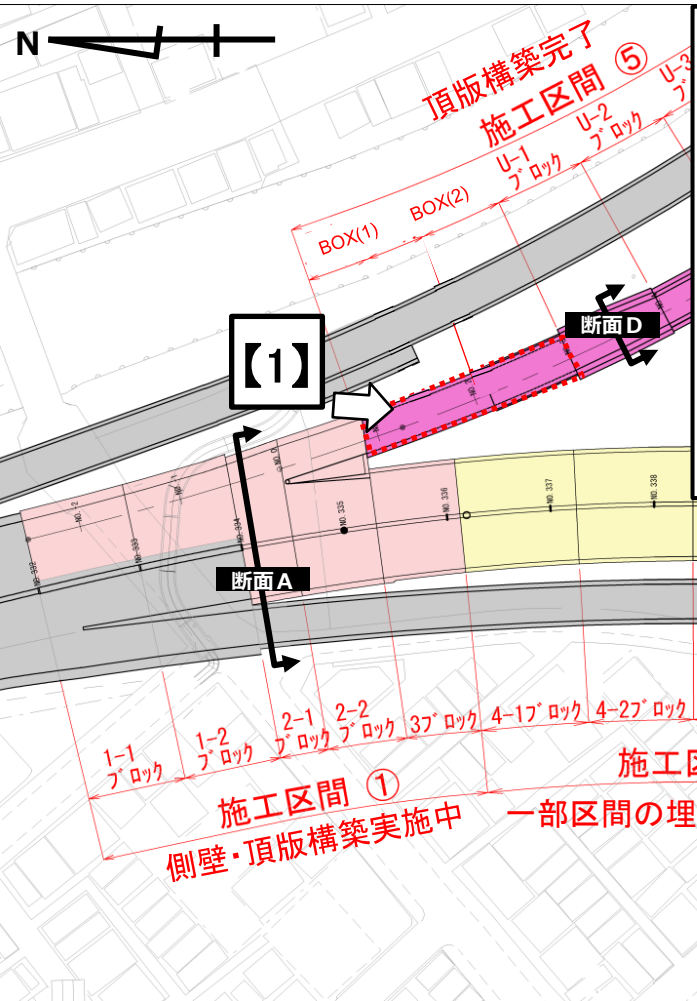 N
頂版構築完了
施工区間 ⑤
U-3
ブ
U-2
ブロック
U-1
ブロック
BOX(2)
BOX(1)
断面D
【1】
NO. 338
NO. 337
NO. 336
NO. 335
NO. 334
NO. 333
NO. 332
断面A
1-1
ブロック
1-2
ブロック
2-1
ブロック
2-2
ブロック
3ブロック
4-1ブロック
4-2ブロック
施工区間 ①
側壁・頂版構築実施中
施工区
一部区間の埋